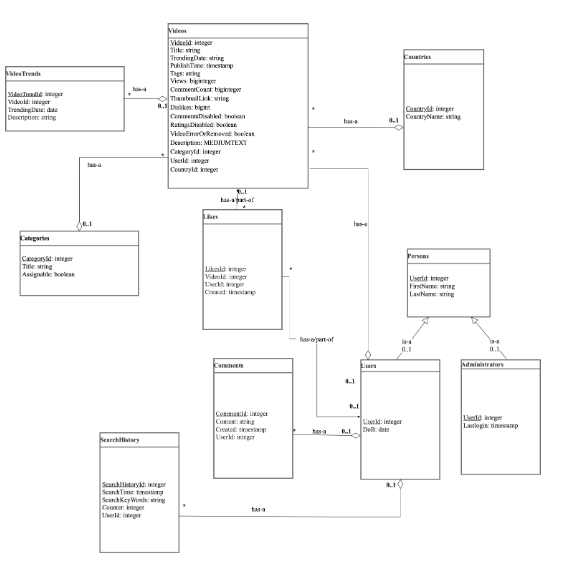 Videos
VideoId: integer
Title: string
TrendingDate: string
PublishTime: timestamp
Tags: string
Views: biginteger
CommentCount: biginteger
ThumbnailLink: string
Dislikes: bigint
CommentsDisabled: boolean
RatingsDisabled: boolean
VideoErrorOrRemoved: boolean
Description: MEDIUMTEXT
CategoryId: integer
UserId: integer
CountryId: integer
VideoTrends
VideoTrendId: integer
VideoId: integer
TrendingDate: date
Description: string
has-a
*
0..1
Countries
CountryId: integer
CountryName: string
*
has-a
0..1
*
has-a
0..1
*
has-a
0..1
has-a/part-of
*
Likes
LikesId: integer
VideoId: integer
UserId: integer
Created: timestamp
*
has-a/part-of
0..1
Categories
CategoryId: integer
Title: string
Assignable: boolean
Persons
UserId: integer
FirstName: string
LastName: string
is-a
0..1
is-a
0..1
0..1
Users
UserId: integer
DoB: date
Administrators
UserId: integer
Lastlogin: timestamp
Comments
CommentId: integer
Content: string
Created: timestamp
UserId: integer
*
has-a
0..1
SearchHistory
SearchHistoryId: integer
SearchTime: timestamp
SearchKeyWords: string
Counter: integer
UserId: integer
*
has-a
0..1